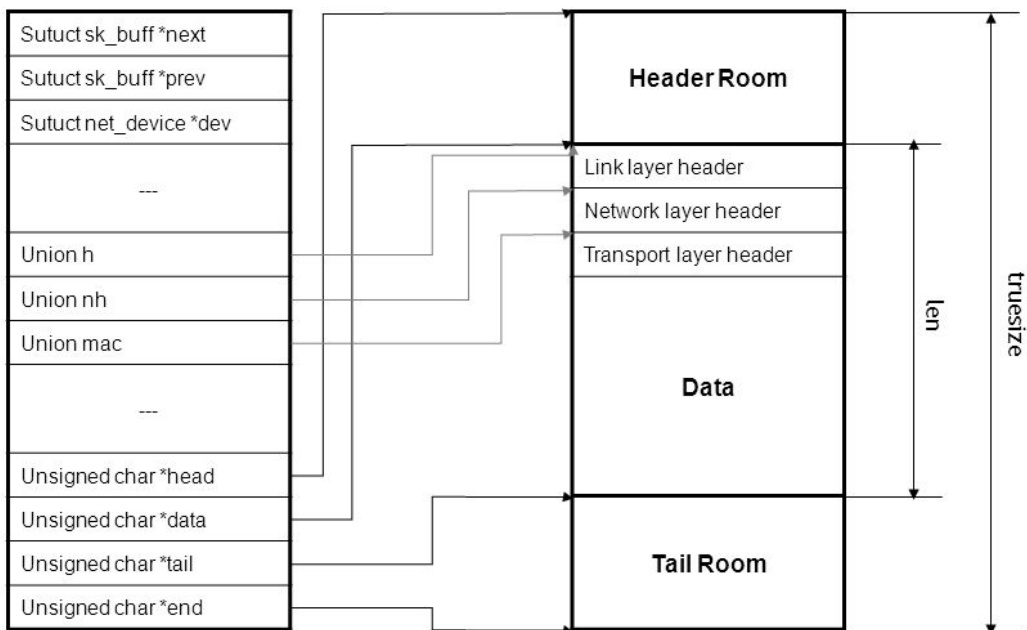 Sutuct sk_buff *next
Sutuct sk_buff *prev
Sutuct net_device *dev
---
Union h
Union nh
Union mac
---
Unsigned char *head
Unsigned char *data
Unsigned char *tail
Unsigned char *end
Header Room
Link layer header
Network layer header
Transport layer header
Data
Tail Room
len
truesize